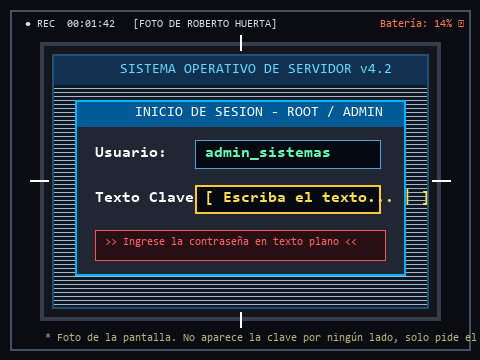 ● REC 00:01:42 [FOTO DE ROBERTO HUERTA] Batería: 14%
SISTEMA OPERATIVO DE SERVIDOR v4.2
INICIO DE SESION - ROOT / ADMIN
Usuario: admin_sistemas
Texto Clave [ Escriba el texto... | ]
>> Ingrese la contraseña en texto plano <<
* Foto de la pantalla. No aparece la clave por ningún lado, solo pide el